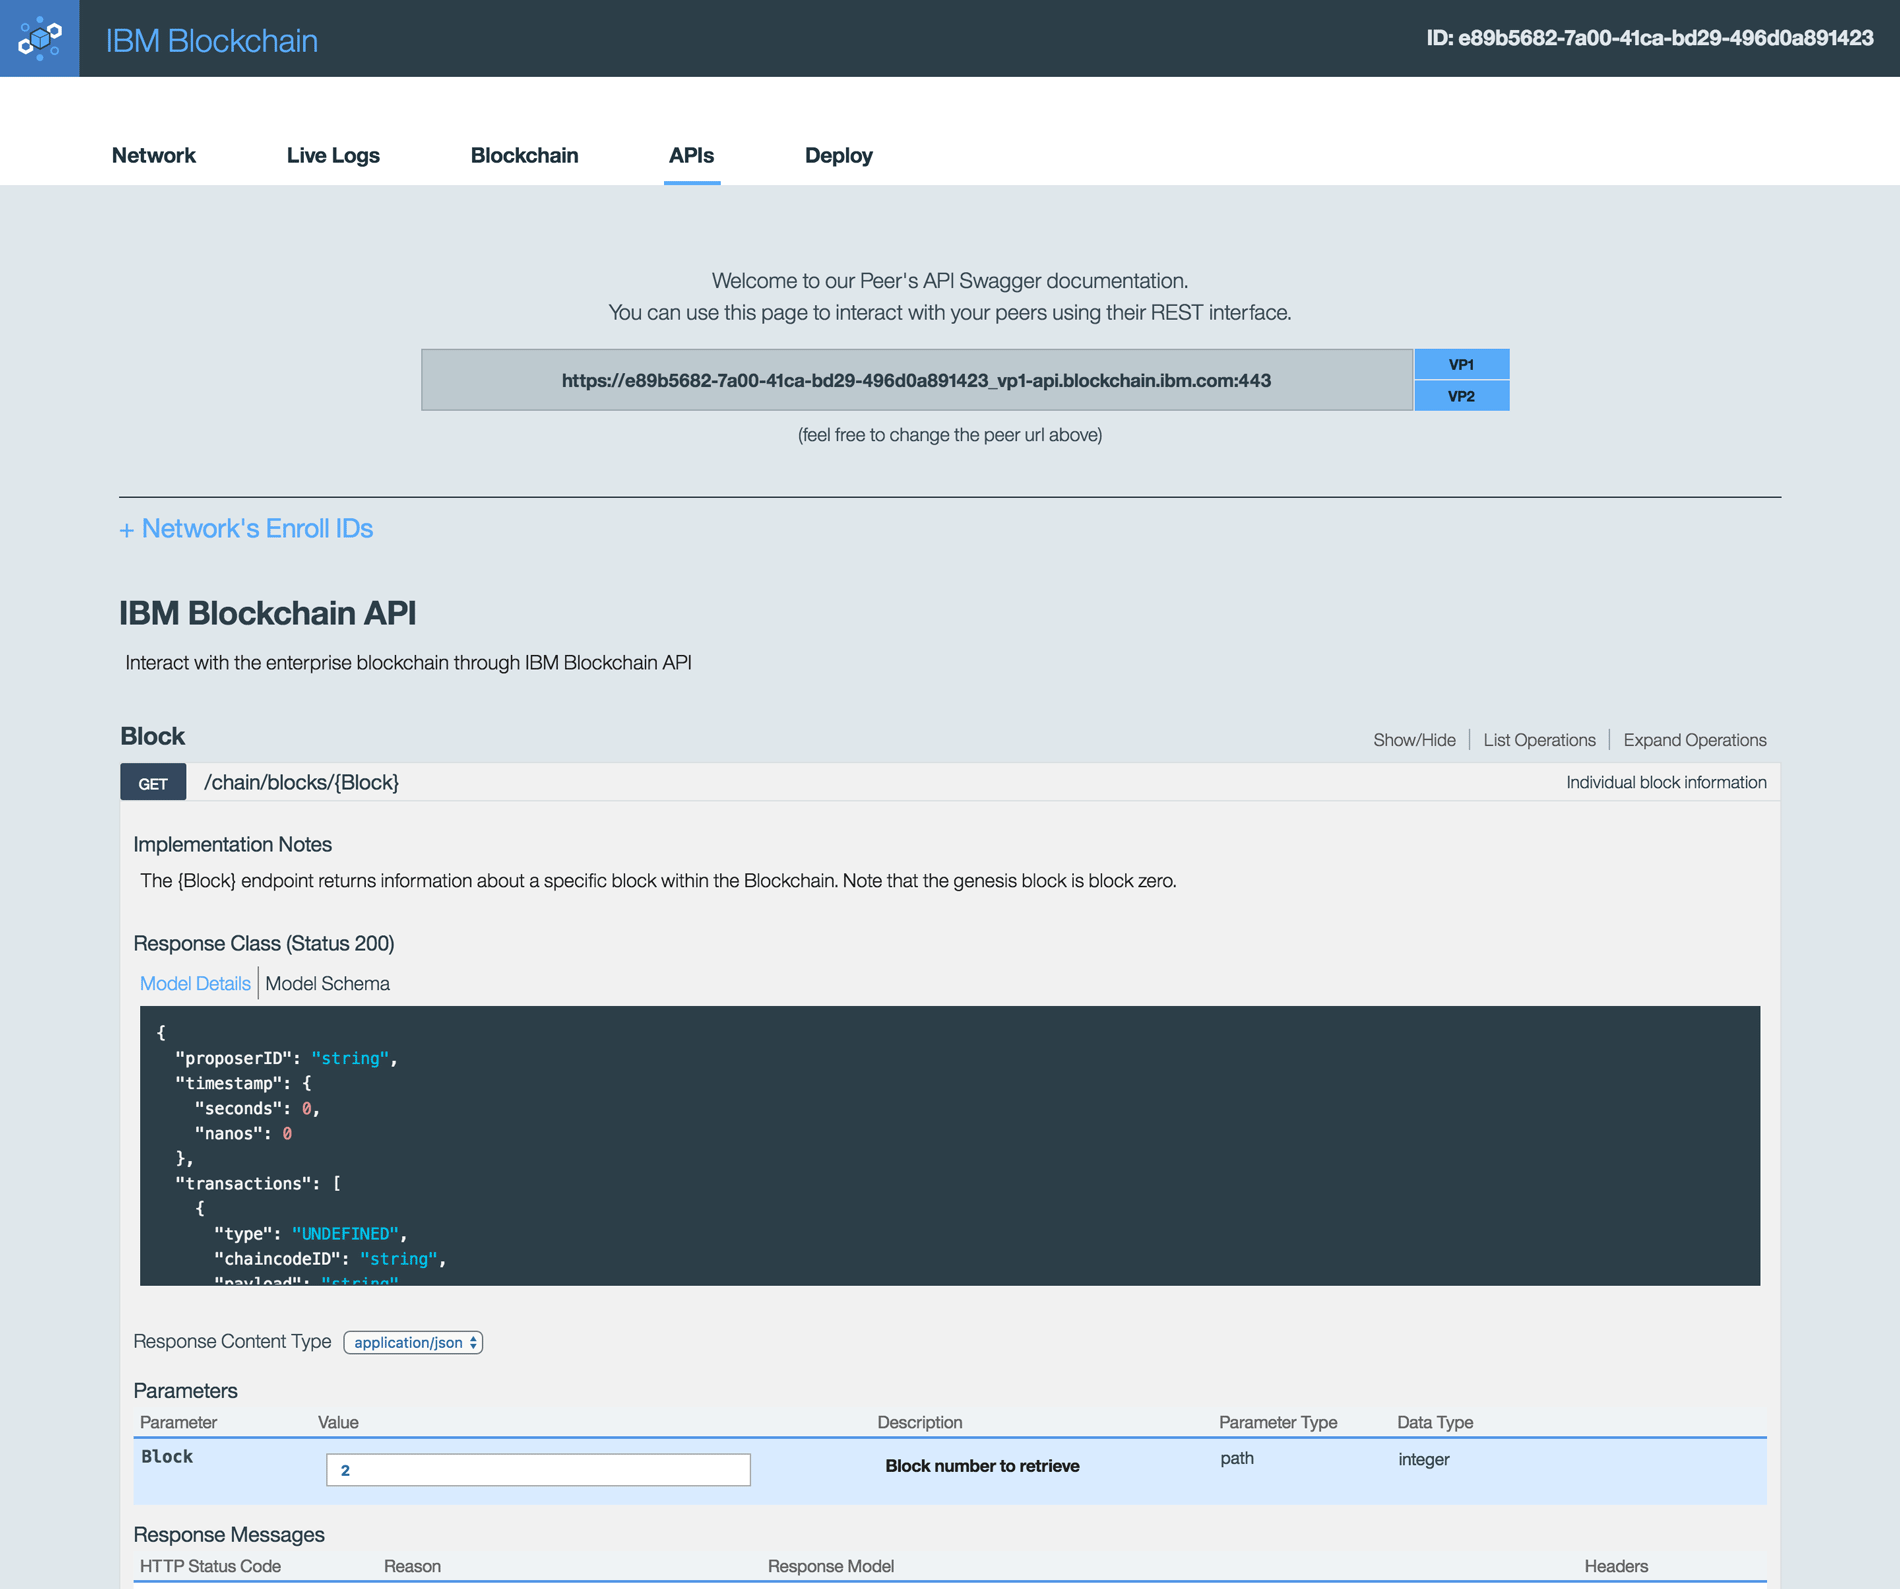 IBM Blockchain
ID: e89b5682-7a00-41ca-bd29-496d0a891423
Network Live Logs Blockchain APIs Deploy
Welcome to our Peer's API Swagger documentation.
You can use this page to interact with your peers using their REST interface.
https://e89b5682-7a00-41ca-bd29-496d0a891423_vp1-api.blockchain.ibm.com:443
VP1
VP2
(feel free to change the peer url above)
+ Network's Enroll IDs
IBM Blockchain API
Interact with the enterprise blockchain through IBM Blockchain API
Block
Show/Hide List Operations Expand Operations
GET /chain/blocks/{Block} Individual block information
Implementation Notes
The {Block} endpoint returns information about a specific block within the Blockchain. Note that the genesis block is block zero.
Response Class (Status 200)
Model Details Model Schema
{
"proposerID": "string",
"timestamp": {
"seconds": 0,
"nanos": 0
},
"transactions": [
{
"type": "UNDEFINED",
"chaincodeID": "string",
"payload": "string"
Response Content Type application/json
Parameters
Parameter Value Description Parameter Type Data Type
Block 2 Block number to retrieve path integer
Response Messages
HTTP Status Code Reason Response Model Headers